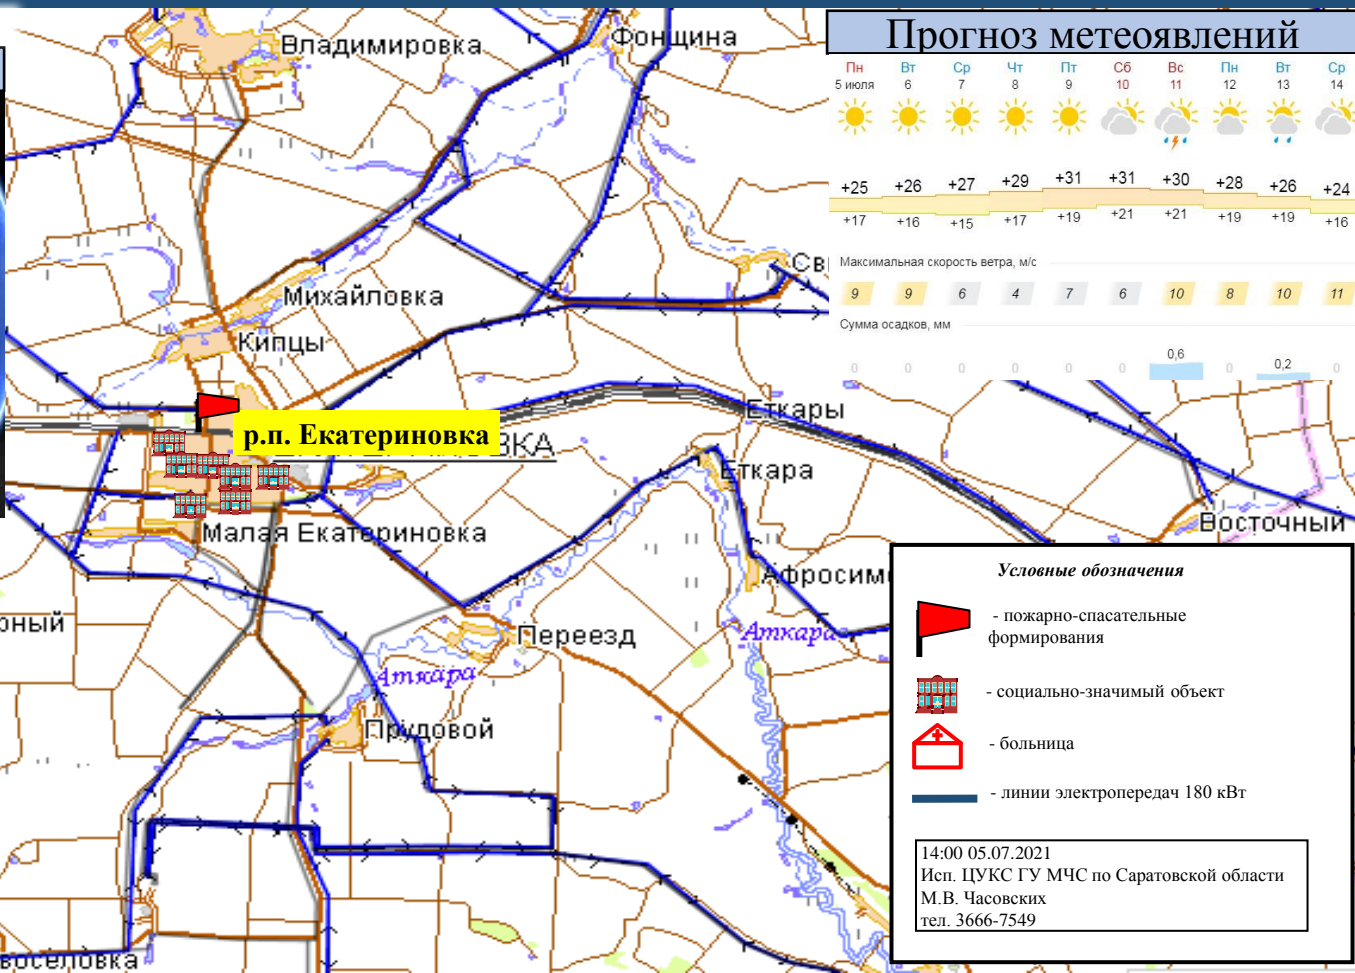 Прогноз метеоявлений
Пн Вт Ср Чт Пт Сб Вс Пн Вт Ср
5 июля 6 7 8 9 10 11 12 13 14
+25 +26 +27 +29 +31 +31 +30 +28 +26 +24
+17 +16 +15 +17 +19 +21 +21 +19 +19 +16
Максимальная скорость ветра, м/с
9 9 6 4 7 6 10 8 10 11
Сумма осадков, мм
0 0 0 0 0 0 0,6 0 0,2 0
Владимировка
Фонщина
Михайловка
Кипцы
р.п. Екатериновка
Еткары
Еткара
Восточный
Малая Екатериновка
Переезд
Аткара
Аткара
Прудовой
Условные обозначения
- пожарно-спасательные
формирования
- социально-значимый объект
- больница
- линии электропередач 180 кВт
14:00 05.07.2021
Исп. ЦУКС ГУ МЧС по Саратовской области
М.В. Часовских
тел. 3666-7549